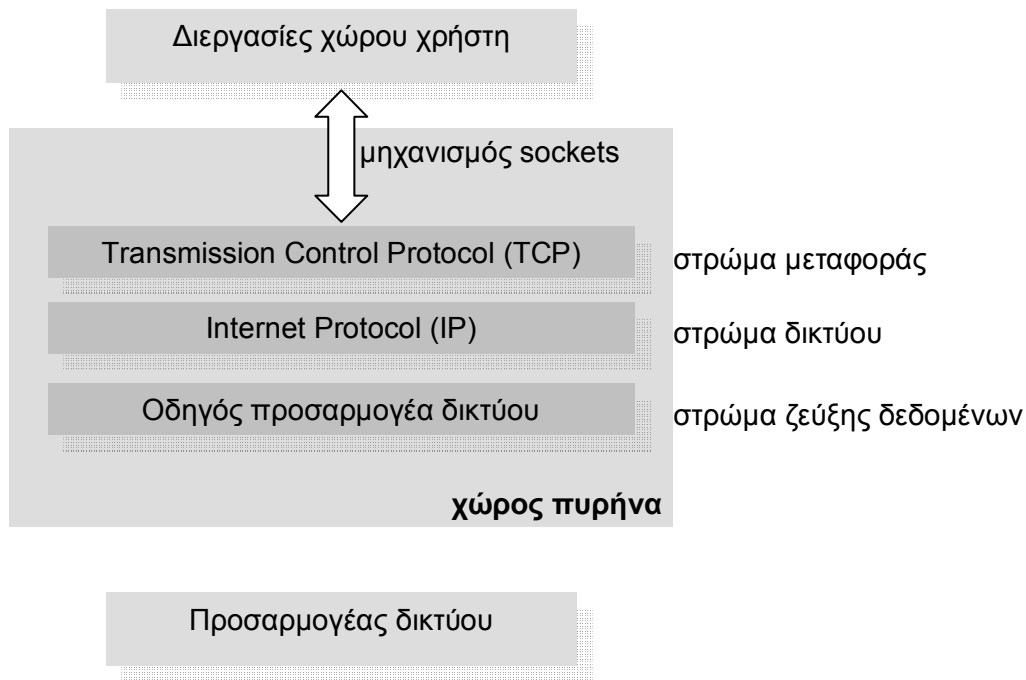 Διεργασίες χώρου χρήστη
μηχανισμός sockets
Transmission Control Protocol (TCP)
στρώμα μεταφοράς
Internet Protocol (IP)
στρώμα δικτύου
Οδηγός προσαρμογέα δικτύου
στρώμα ζεύξης δεδομένων
χώρος πυρήνα
Προσαρμογέας δικτύου